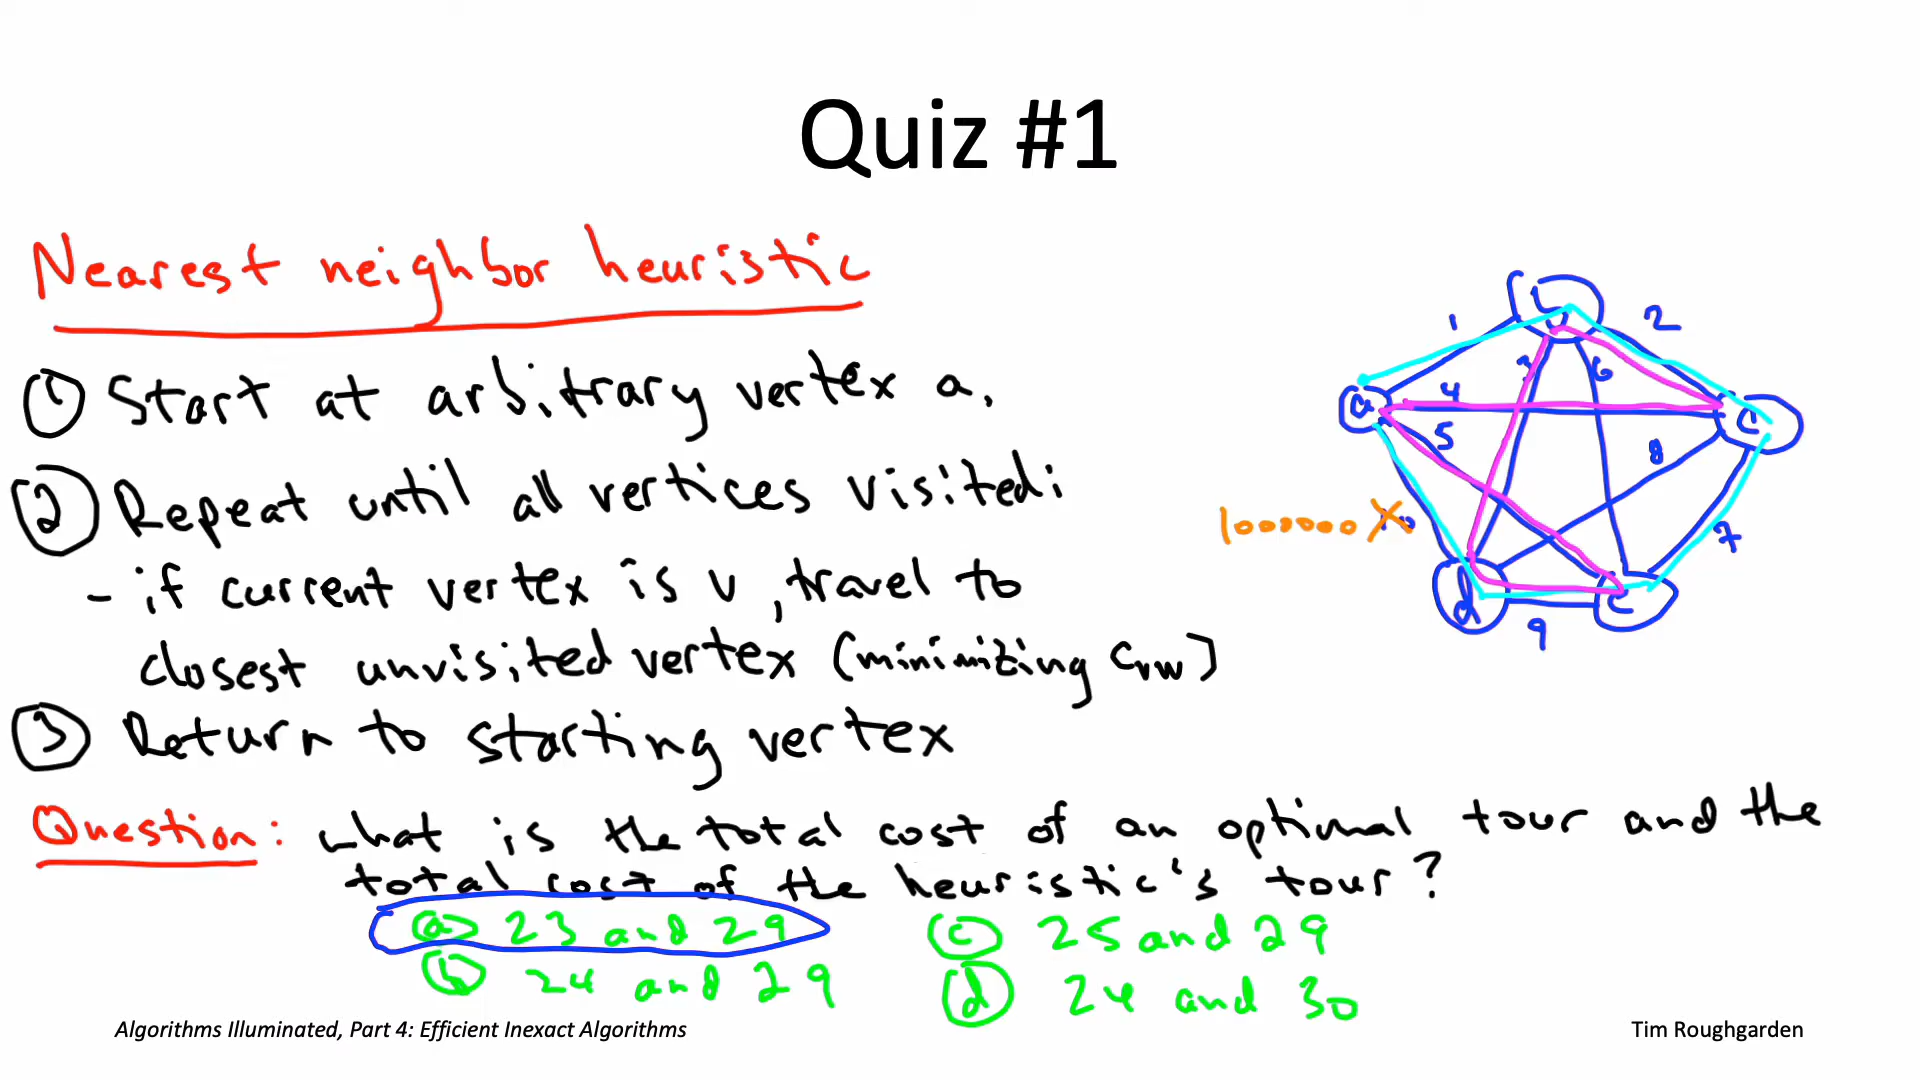 Quiz #1
Nearest neighbor heuristic
① Start at arbitrary vertex a.
② Repeat until all vertices visited:
- if current vertex is v, travel to
closest unvisited vertex (minimizing Cvw)
③ Return to starting vertex
1
2
3
6
a
4
5
8
1000000
7
d
e
9
Question: what is the total cost of an optimal tour and the
total cost of the heuristic's tour?
(a) 23 and 29
(c) 25 and 29
(b) 24 and 29
(d) 24 and 30
Algorithms Illuminated, Part 4: Efficient Inexact Algorithms
Tim Roughgarden